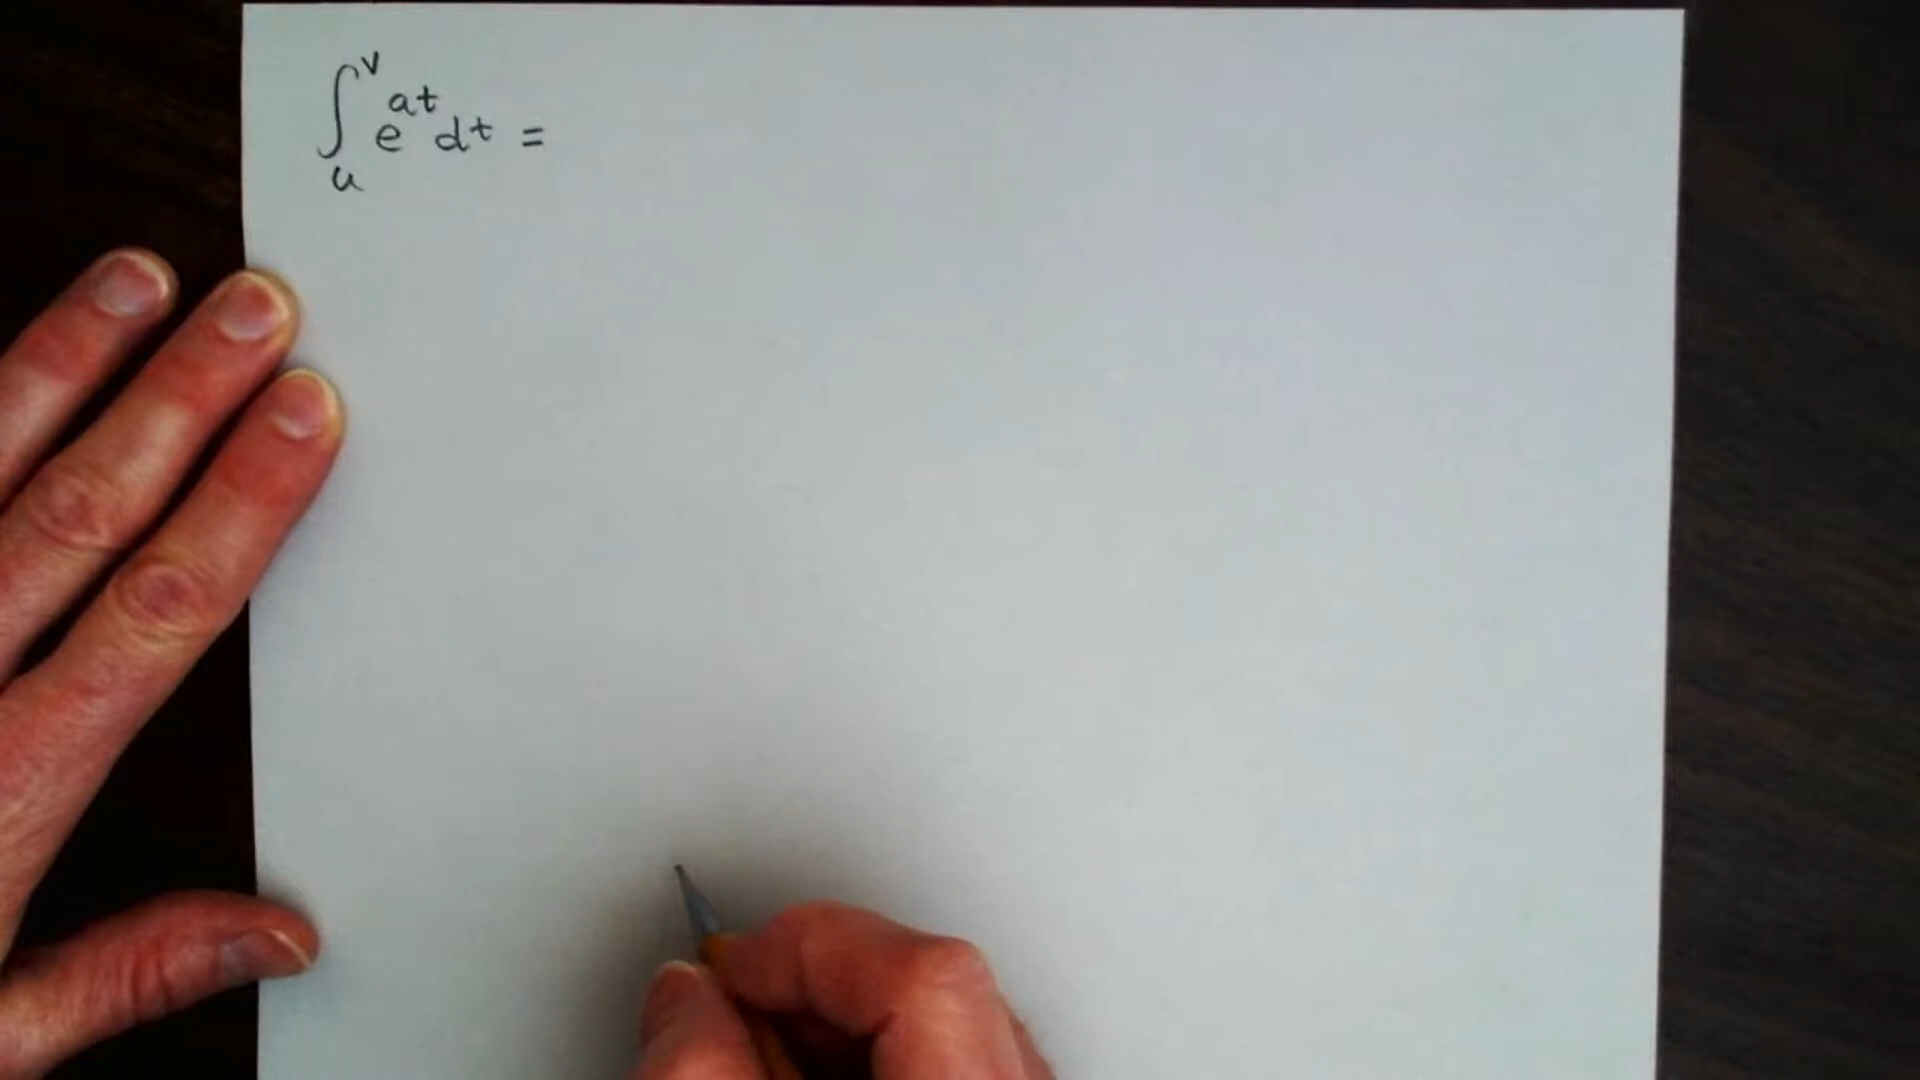 ∫_u^v e^{at} dt =